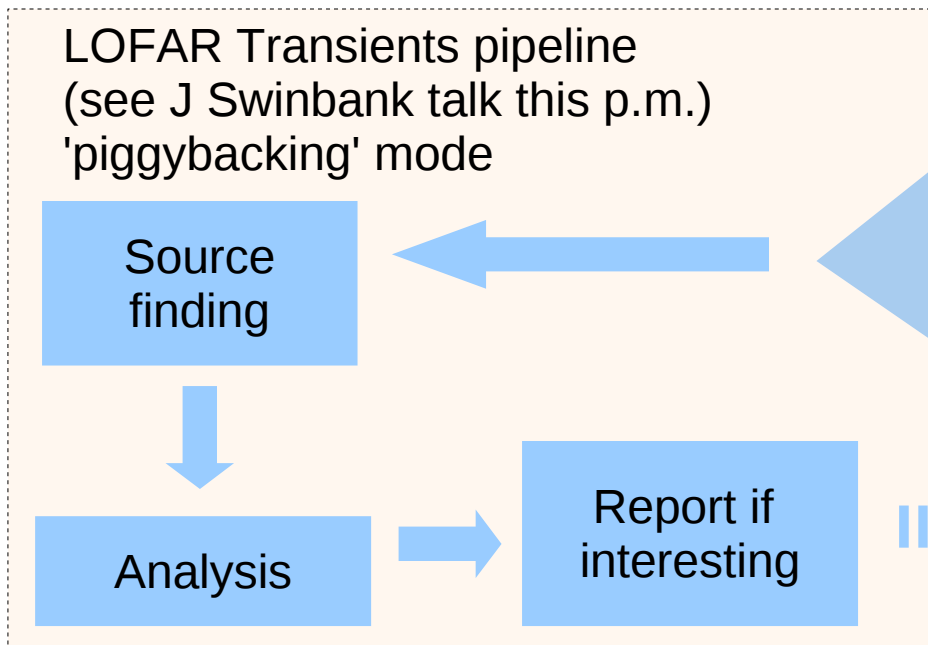 LOFAR Transients pipeline
(see J Swinbank talk this p.m.)
'piggybacking' mode
Source
finding
Analysis
Report if
interesting